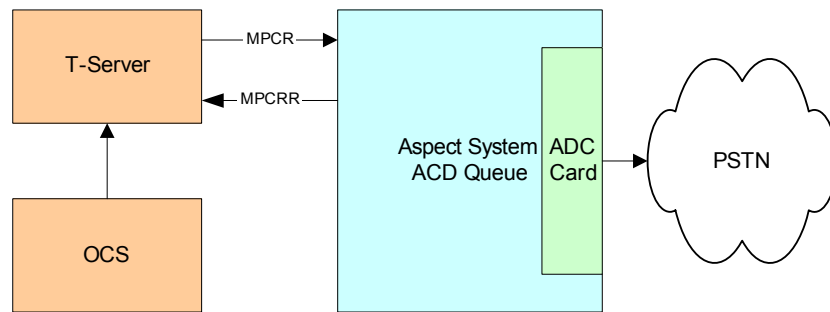 T-Server
MPCR
MPCRR
Aspect System
ACD Queue
ADC
Card
PSTN
OCS